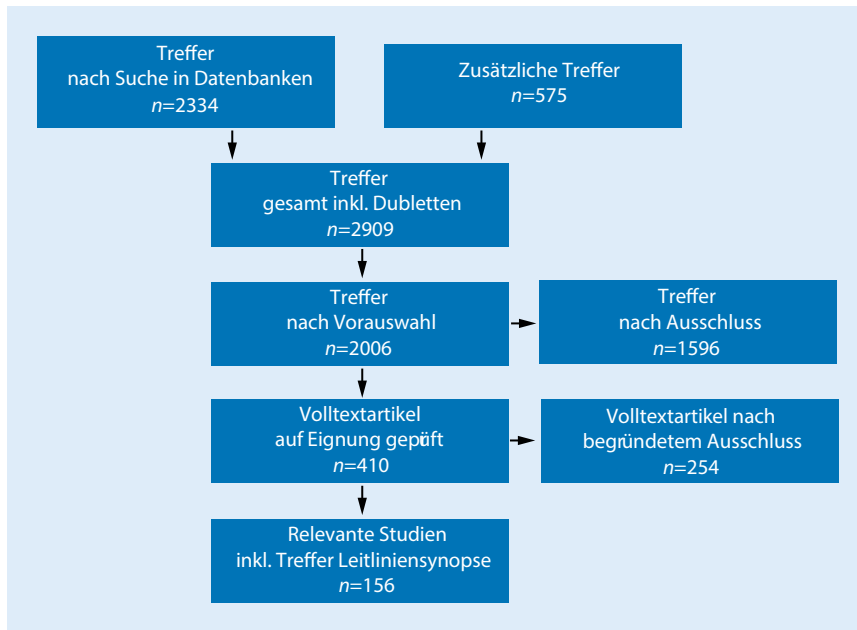 Treffer
nach Suche in Datenbanken
n=2334
Zusätzliche Treffer
n=575
Treffer
gesamt inkl. Dubletten
n=2909
Treffer
nach Vorauswahl
n=2006
Treffer
nach Ausschluss
n=1596
Volltextartikel
auf Eignung gepüft
n=410
Volltextartikel nach
begründetem Ausschluss
n=254
Relevante Studien
inkl. Treffer Leitliniensynopse
n=156